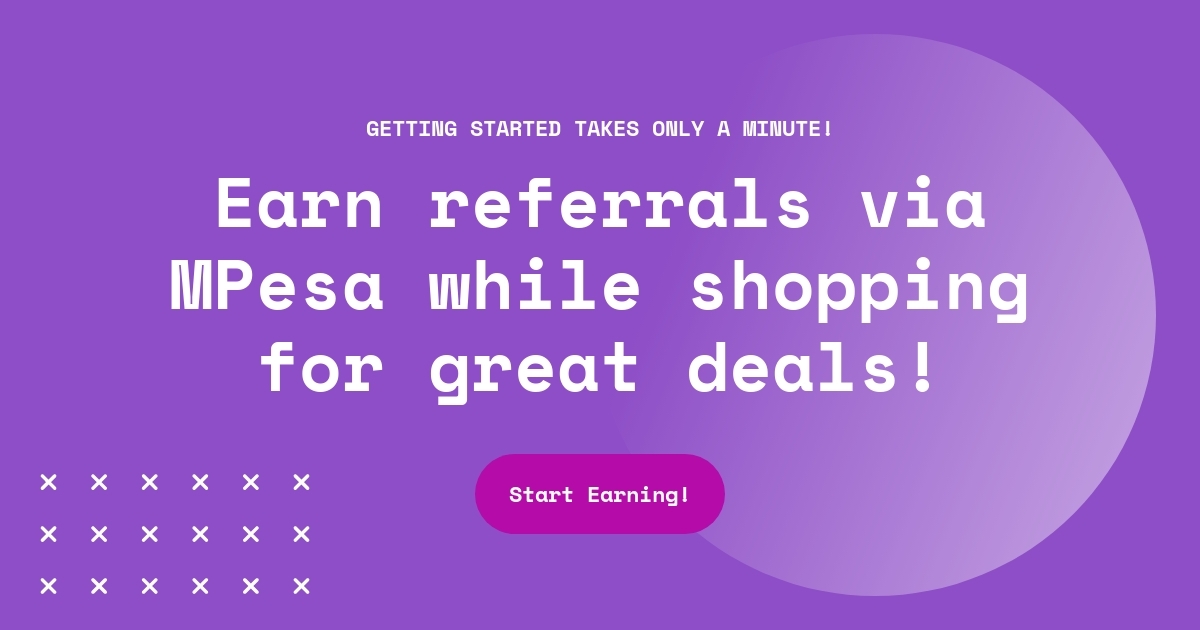 GETTING STARTED TAKES ONLY A MINUTE!
Earn referrals via
MPesa while shopping
for great deals!
Start Earning!